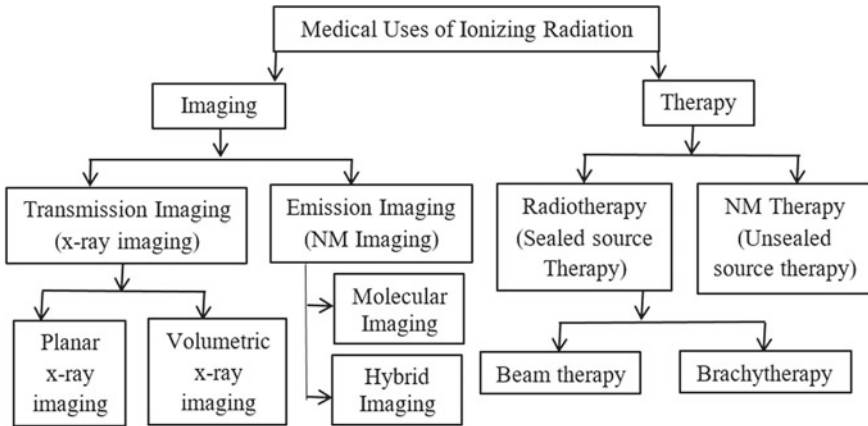 Medical Uses of Ionizing Radiation
Imaging
Therapy
Transmission Imaging
(x-ray imaging)
Emission Imaging
(NM Imaging)
Radiotherapy
(Sealed source
Therapy)
NM Therapy
(Unsealed
source therapy)
Molecular
Imaging
Planar
x-ray
imaging
Volumetric
x-ray
imaging
Hybrid
Imaging
Beam therapy
Brachytherapy